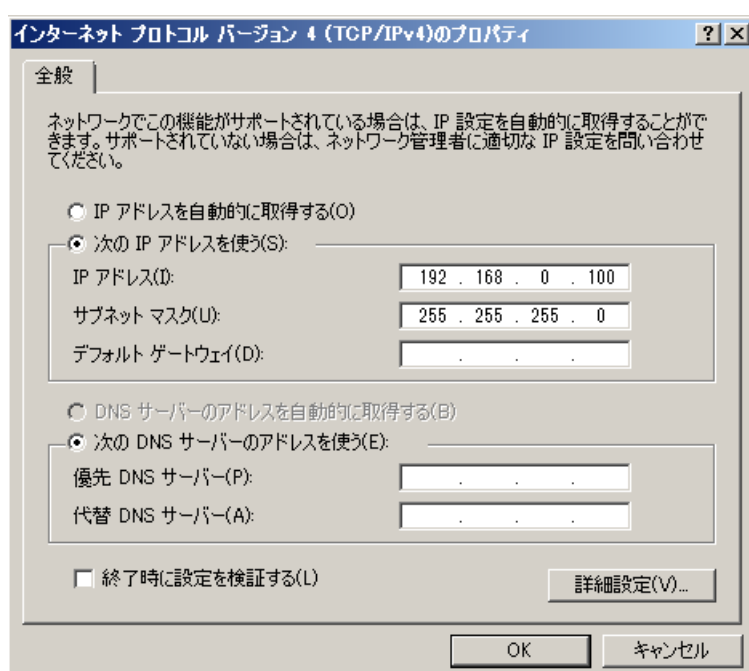 インターネット プロトコル バージョン 4 (TCP/IPv4)のプロパティ
全般
ネットワークでこの機能がサポートされている場合は、IP 設定を自動的に取得することがで
きます。サポートされていない場合は、ネットワーク管理者に適切な IP 設定を問い合わせ
てください。
IP アドレスを自動的に取得する(O)
次の IP アドレスを使う(S):
IP アドレス(I): 192 . 168 . 0 . 100
サブネット マスク(U): 255 . 255 . 255 . 0
デフォルト ゲートウェイ(D): . . .
DNS サーバーのアドレスを自動的に取得する(B)
次の DNS サーバーのアドレスを使う(E):
優先 DNS サーバー(P): . . .
代替 DNS サーバー(A): . . .
終了時に設定を検証する(L)
詳細設定(V)...
OK キャンセル